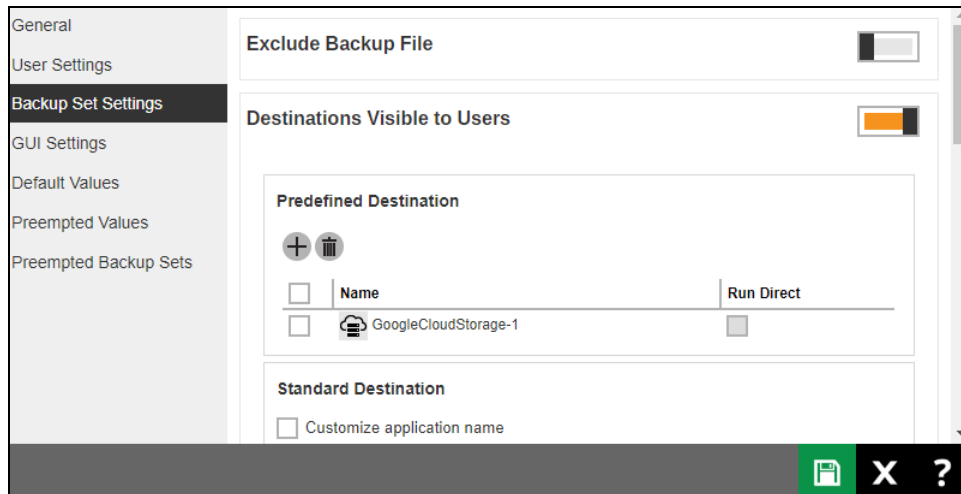 General
User Settings
Backup Set Settings
GUI Settings
Default Values
Preempted Values
Preempted Backup Sets
Exclude Backup File
Destinations Visible to Users
Predefined Destination
Name Run Direct
GoogleCloudStorage-1
Standard Destination
Customize application name
X ?